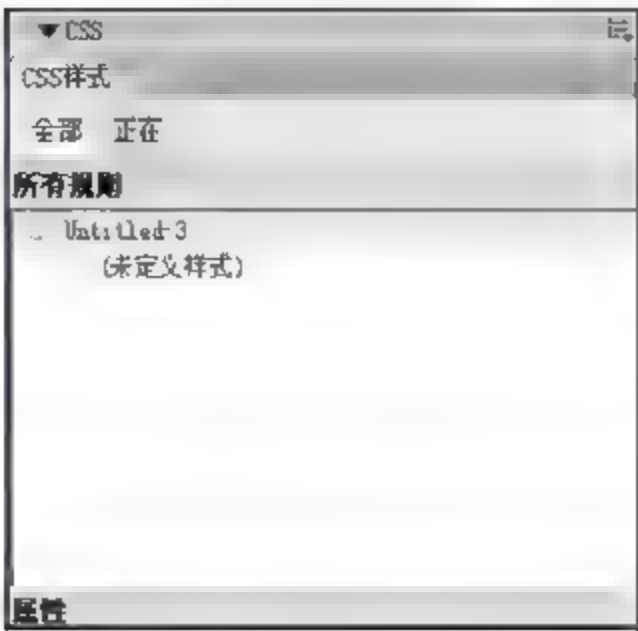 ▼CSS
CSS样式
全部 正在
所有规则
Untitled-3
(未定义样式)
属性